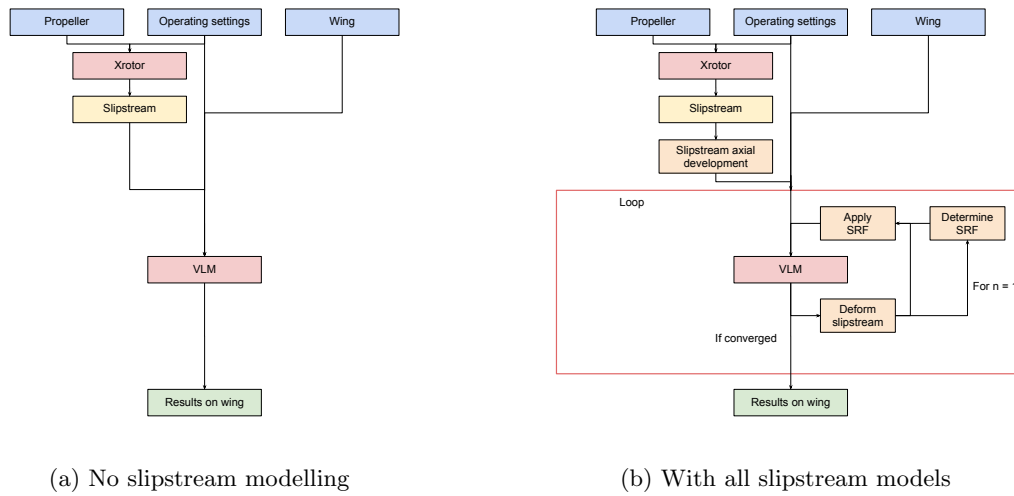 Propeller
Operating settings
Wing
Xrotor
Slipstream
VLM
Results on wing
(a) No slipstream modelling
Propeller
Operating settings
Wing
Xrotor
Slipstream
Slipstream axial
development
Loop
Apply
SRF
Determine
SRF
VLM
For n = 1
Deform
slipstream
If converged
Results on wing
(b) With all slipstream models